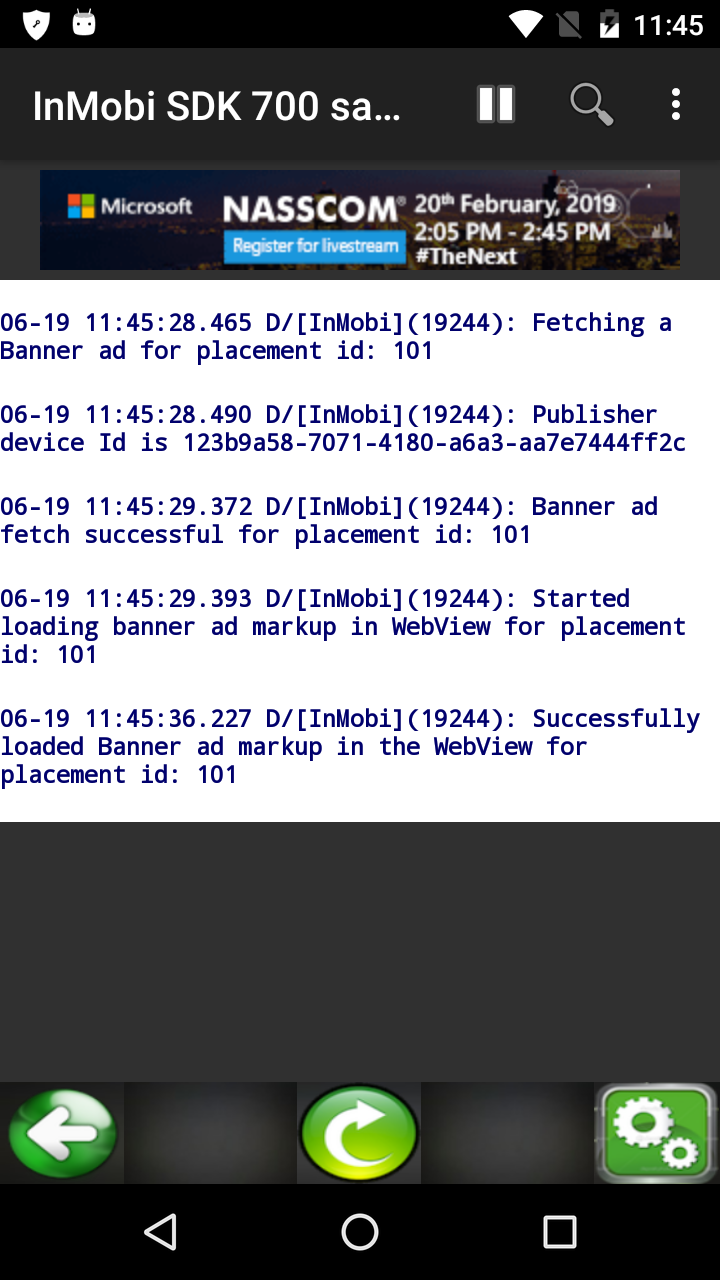 11:45
InMobi SDK 700 sa...
Microsoft
NASSCOM®
Register for livestream
20th February, 2019
2:05 PM - 2:45 PM
#TheNext
06-19 11:45:28.465 D/[InMobi](19244): Fetching a
Banner ad for placement id: 101
06-19 11:45:28.490 D/[InMobi](19244): Publisher
device Id is 123b9a58-7071-4180-a6a3-aa7e7444ff2c
06-19 11:45:29.372 D/[InMobi](19244): Banner ad
fetch successful for placement id: 101
06-19 11:45:29.393 D/[InMobi](19244): Started
loading banner ad markup in WebView for placement
id: 101
06-19 11:45:36.227 D/[InMobi](19244): Successfully
loaded Banner ad markup in the WebView for
placement id: 101